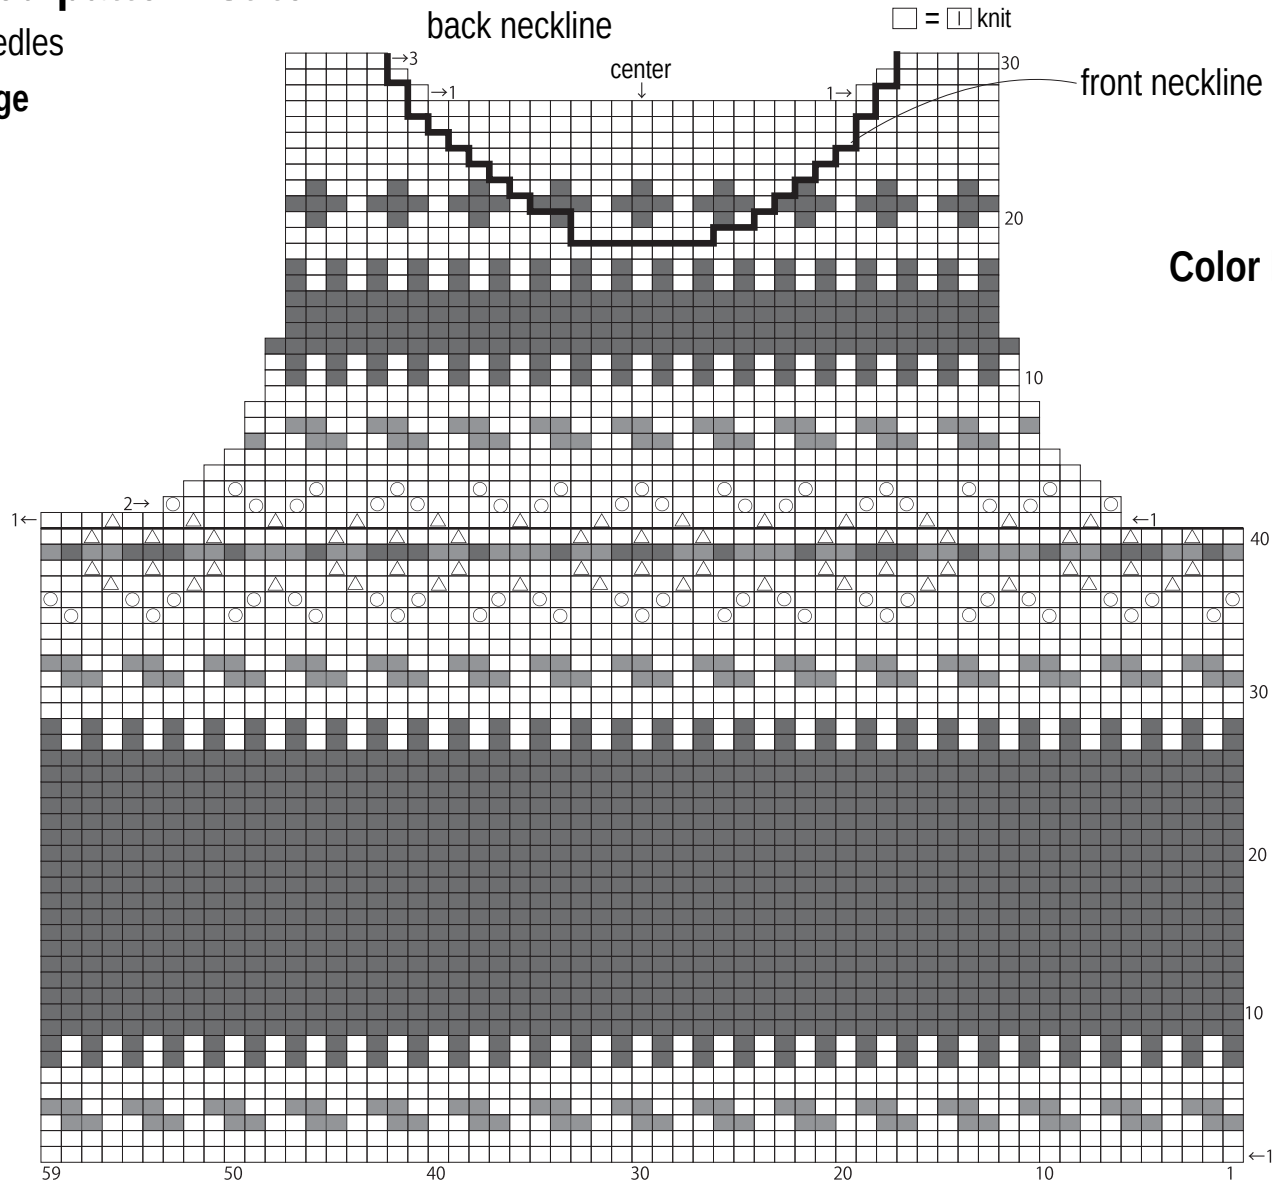 edles
ge
back neckline
= I knit
→3
center
↓
→1
1→
30
front neckline
20
Color
10
2→
1←
←1
40
30
20
10
←1
59 50 40 30 20 10 1